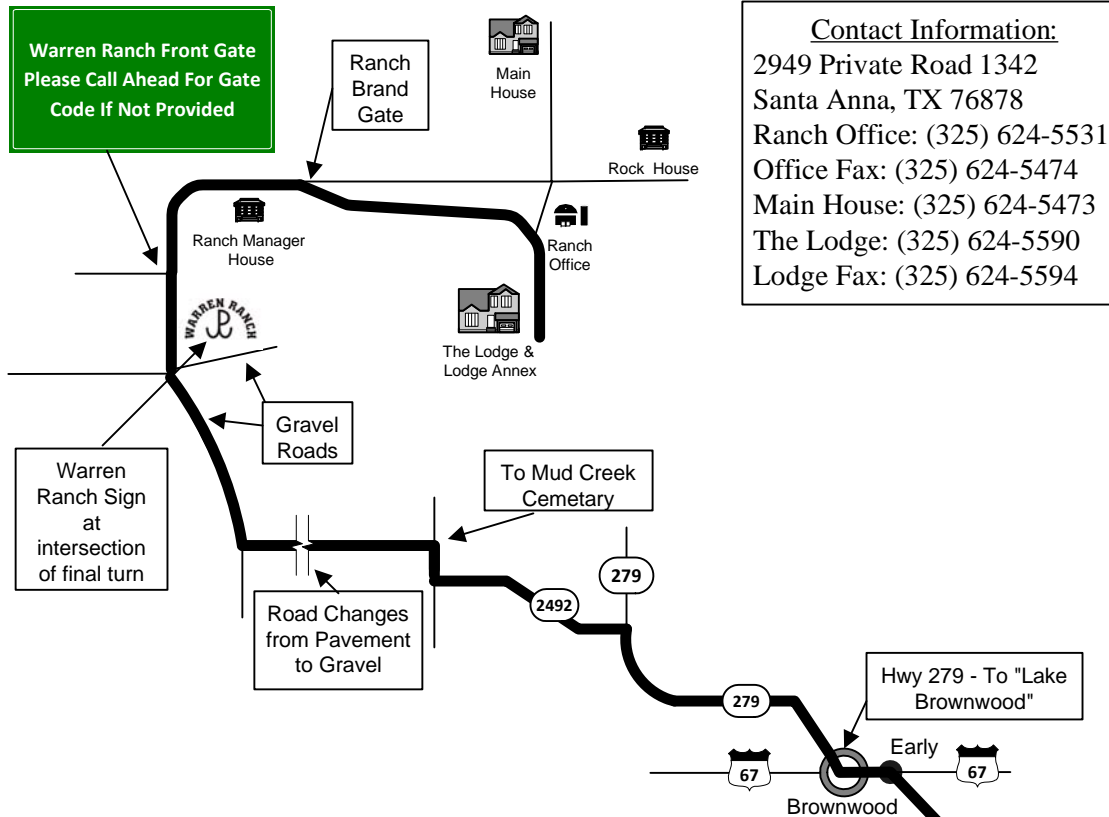 Warren Ranch Front Gate
Please Call Ahead For Gate
Code If Not Provided
Ranch
Brand
Gate
Main
House
Contact Information:
2949 Private Road 1342
Santa Anna, TX 76878
Ranch Office: (325) 624-5531
Office Fax: (325) 624-5474
Main House: (325) 624-5473
The Lodge: (325) 624-5590
Lodge Fax: (325) 624-5594
Rock House
Ranch Manager
House
Ranch
Office
WARREN RANCH
The Lodge &
Lodge Annex
Gravel
Roads
Warren
Ranch Sign
at
intersection
of final turn
To Mud Creek
Cemetary
279
2492
Road Changes
from Pavement
to Gravel
Hwy 279 - To "Lake
Brownwood"
279
Early
67
67
Brownwood